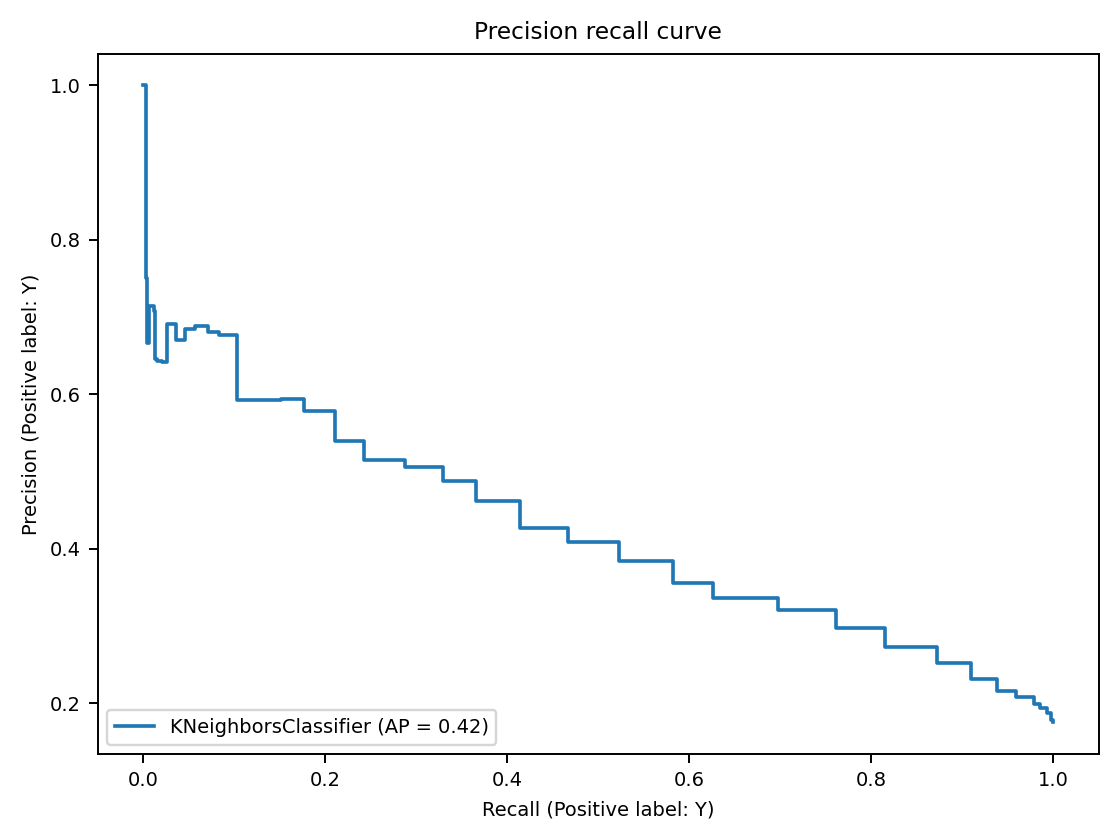 Precision recall curve
Precision (Positive label: Y)
1.0
0.8
0.6
0.4
0.2
KNeighborsClassifier (AP = 0.42)
0.0
0.2
0.4
0.6
0.8
1.0
Recall (Positive label: Y)